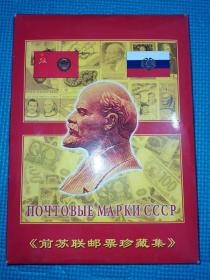 ПОЧТОВЫЕ МАРКИ СССР
《前苏联邮票珍藏集》